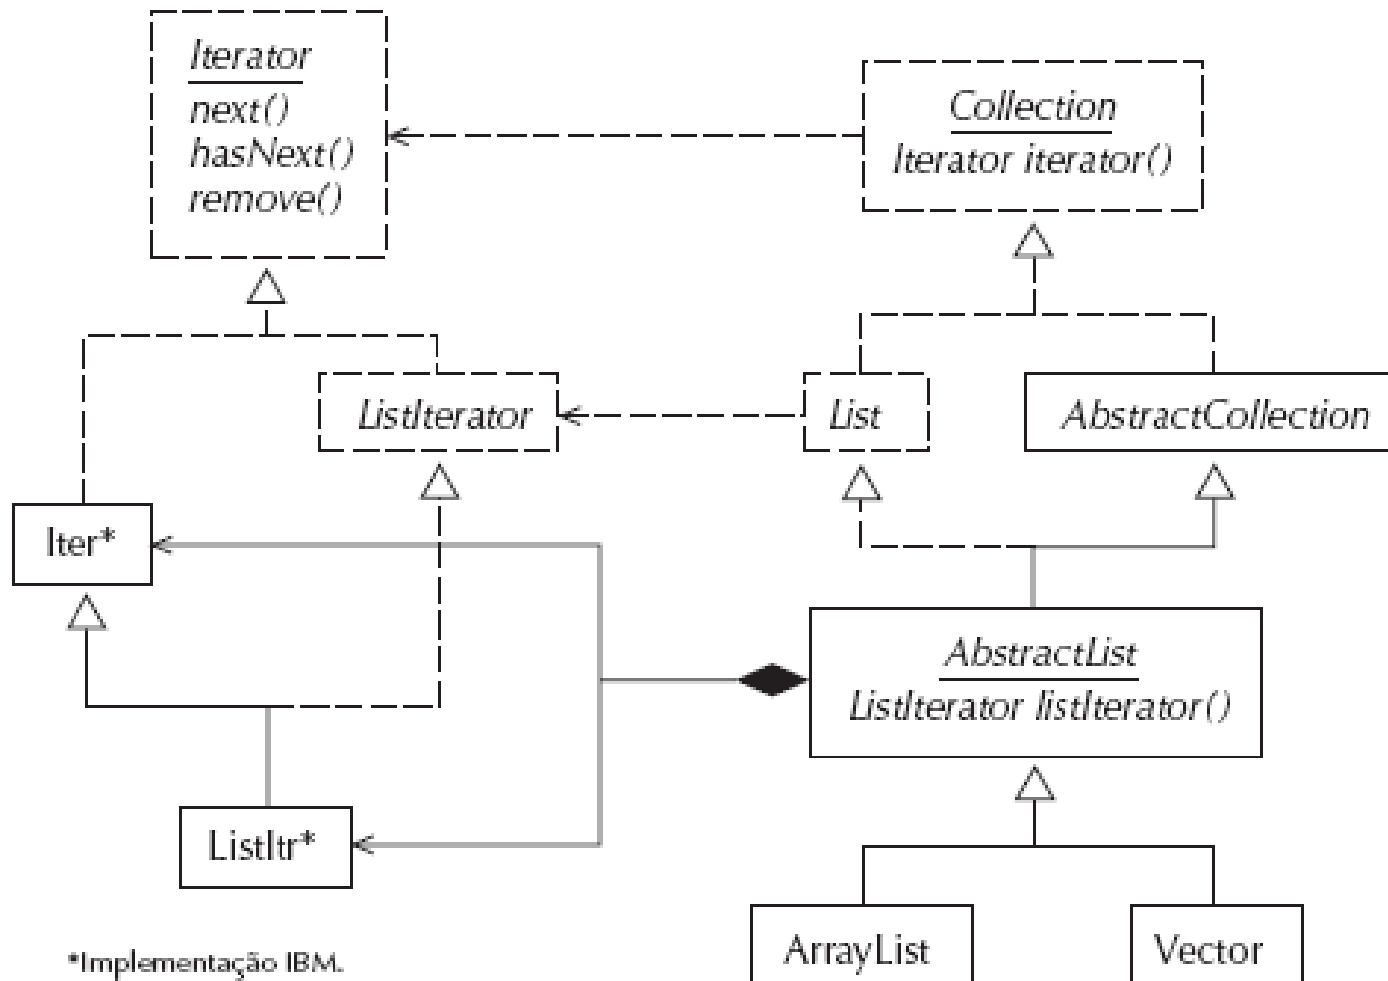 Iterator
next()
hasNext()
remove()
Collection
Iterator iterator()
ListIterator
List
AbstractCollection
Iter*
AbstractList
ListIterator listIterator()
ListItr*
ArrayList
Vector
*Implementação IBM.